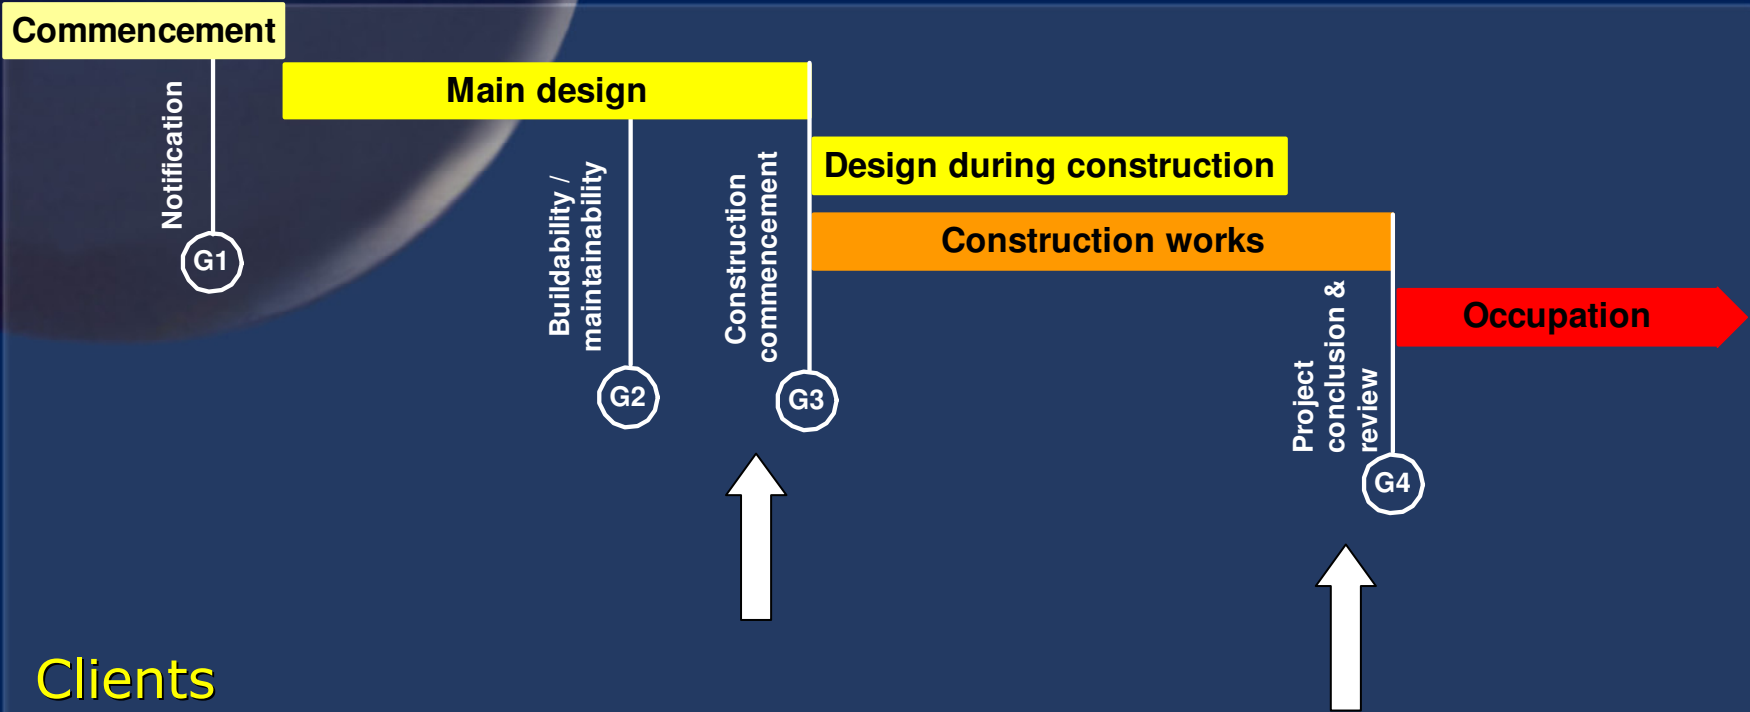 Commencement
Main design
Design during construction
Construction works
Occupation
Notification
G1
Buildability /
maintainability
G2
Construction
commencement
G3
Project
conclusion &
review
G4
Clients